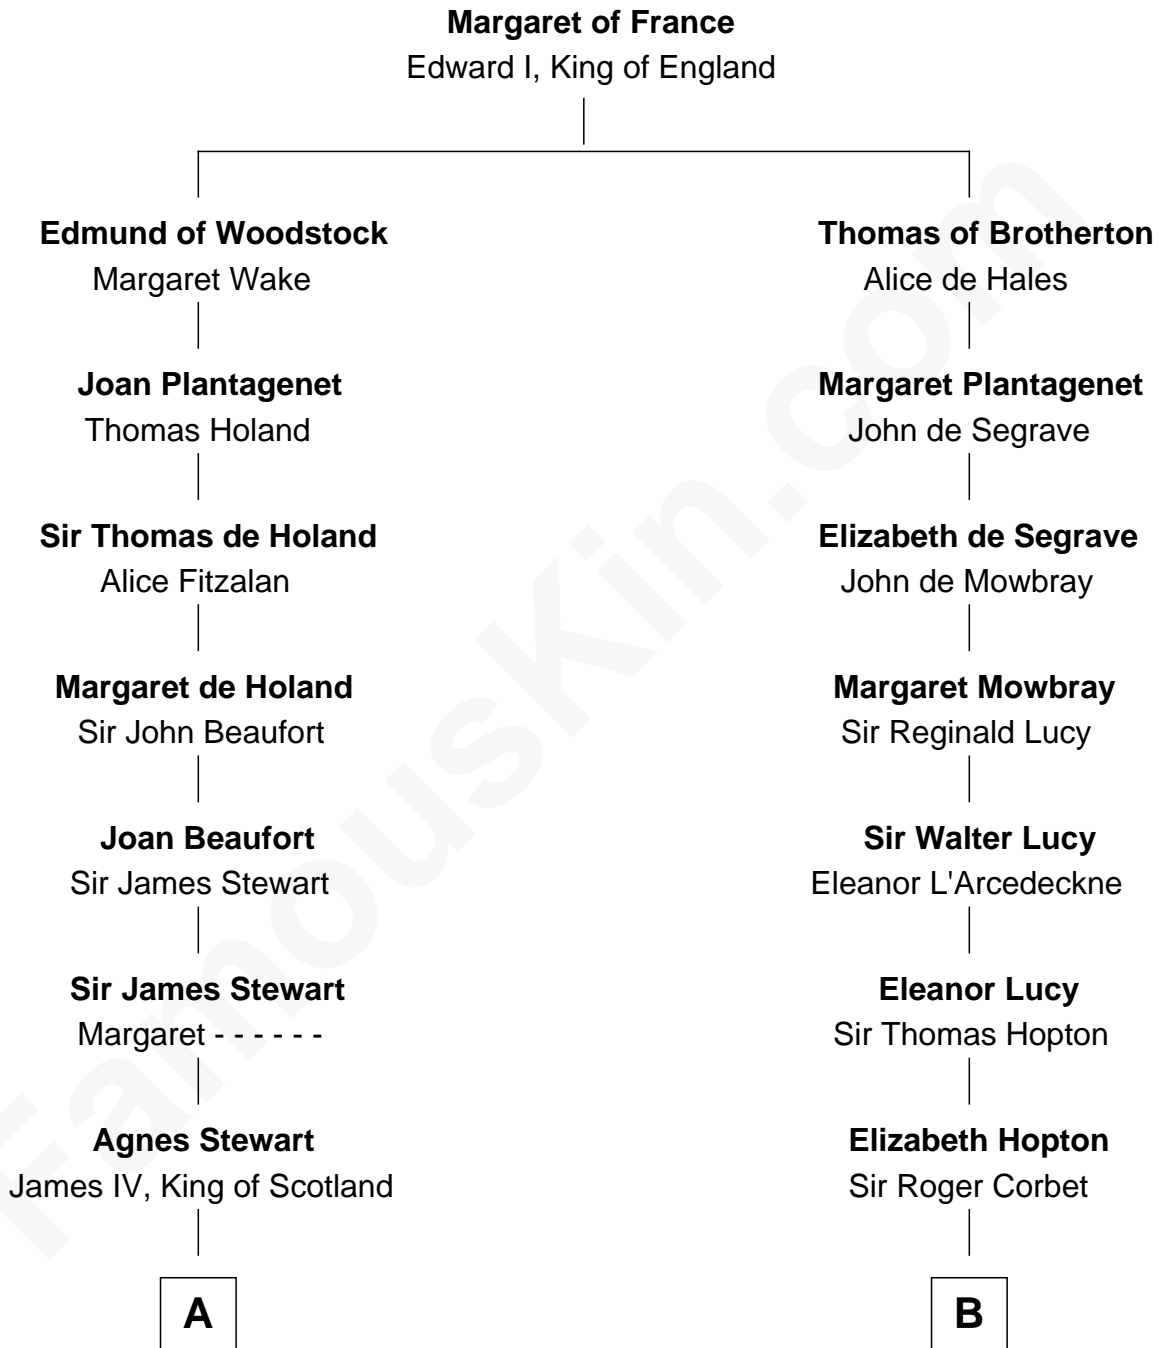 Margaret of France
Edward I, King of England
Edmund of Woodstock
Margaret Wake
Thomas of Brotherton
Alice de Hales
Joan Plantagenet
Thomas Holand
Margaret Plantagenet
John de Segrave
Sir Thomas de Holand
Alice Fitzalan
Elizabeth de Segrave
John de Mowbray
Margaret de Holand
Sir John Beaufort
Margaret Mowbray
Sir Reginald Lucy
Joan Beaufort
Sir James Stewart
Sir Walter Lucy
Eleanor L'Arcedeckne
Sir James Stewart
Margaret - - - - - -
Eleanor Lucy
Sir Thomas Hopton
Agnes Stewart
James IV, King of Scotland
Elizabeth Hopton
Sir Roger Corbet
A
B
FamousKin.com